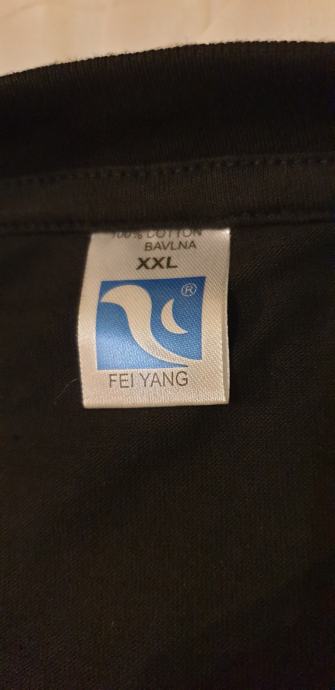 100% COTTON
BAVLNA
XXL
®
FEI YANG